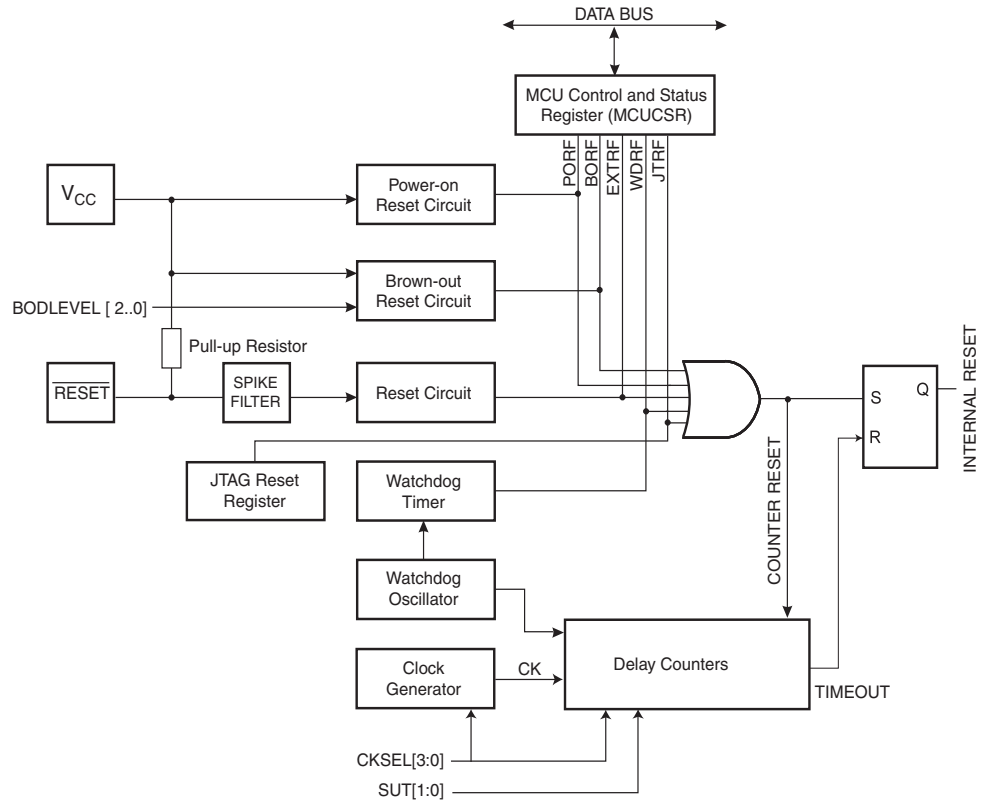 DATA BUS
MCU Control and Status
Register (MCUCSR)
PORF
BORF
EXTRF
WDRF
JTRF
VCC
Power-on
Reset Circuit
Brown-out
Reset Circuit
BODLEVEL [ 2..0]
Pull-up Resistor
RESET
SPIKE
FILTER
Reset Circuit
S
Q
R
INTERNAL RESET
JTAG Reset
Register
Watchdog
Timer
COUNTER RESET
Watchdog
Oscillator
Clock
Generator
CK
Delay Counters
TIMEOUT
CKSEL[3:0]
SUT[1:0]